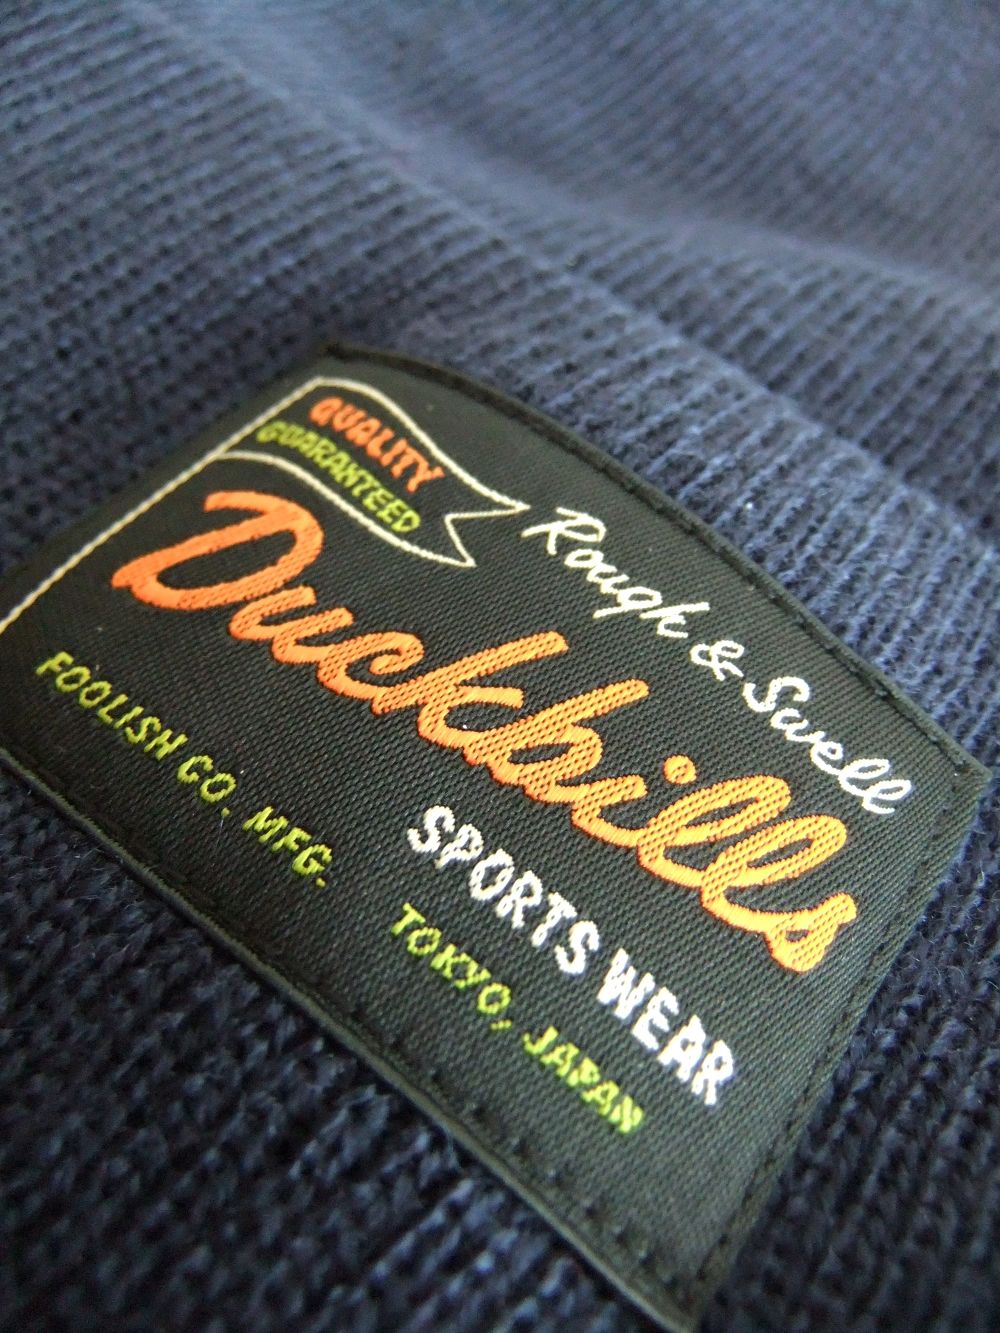 QUALITY
GUARANTEED
Rough & Swell
Duckbills
SPORTS WEAR
FOOLISH CO. MFG.
TOKYO, JAPAN